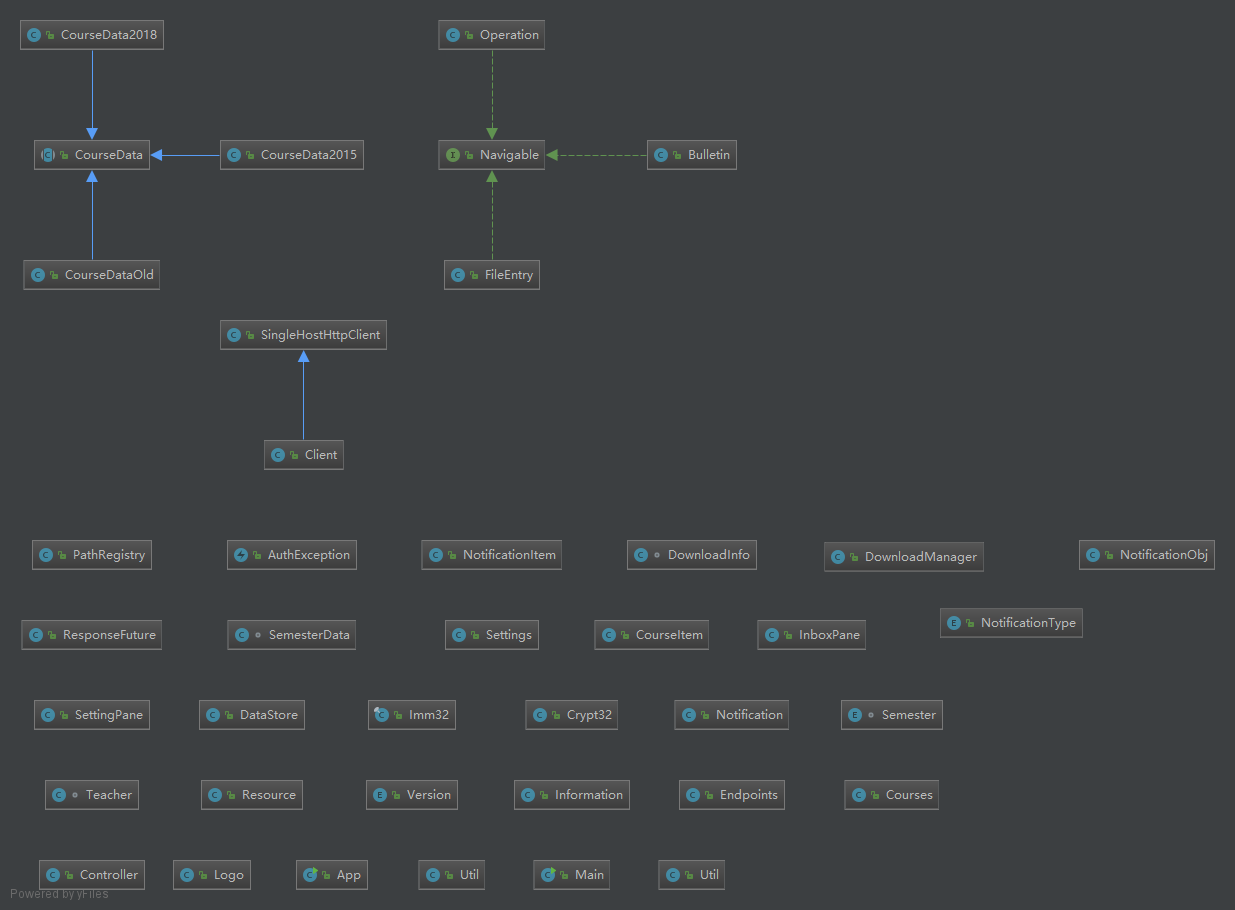 CourseData2018
Operation
CourseData
CourseData2015
Navigable
Bulletin
CourseDataOld
FileEntry
SingleHostHttpClient
Client
PathRegistry
AuthException
NotificationItem
DownloadInfo
DownloadManager
NotificationObj
ResponseFuture
SemesterData
Settings
CourseItem
InboxPane
NotificationType
SettingPane
DataStore
Imm32
Crypt32
Notification
Semester
Teacher
Resource
Version
Information
Endpoints
Courses
Controller
Logo
App
Util
Main
Util
Powered by yFiles